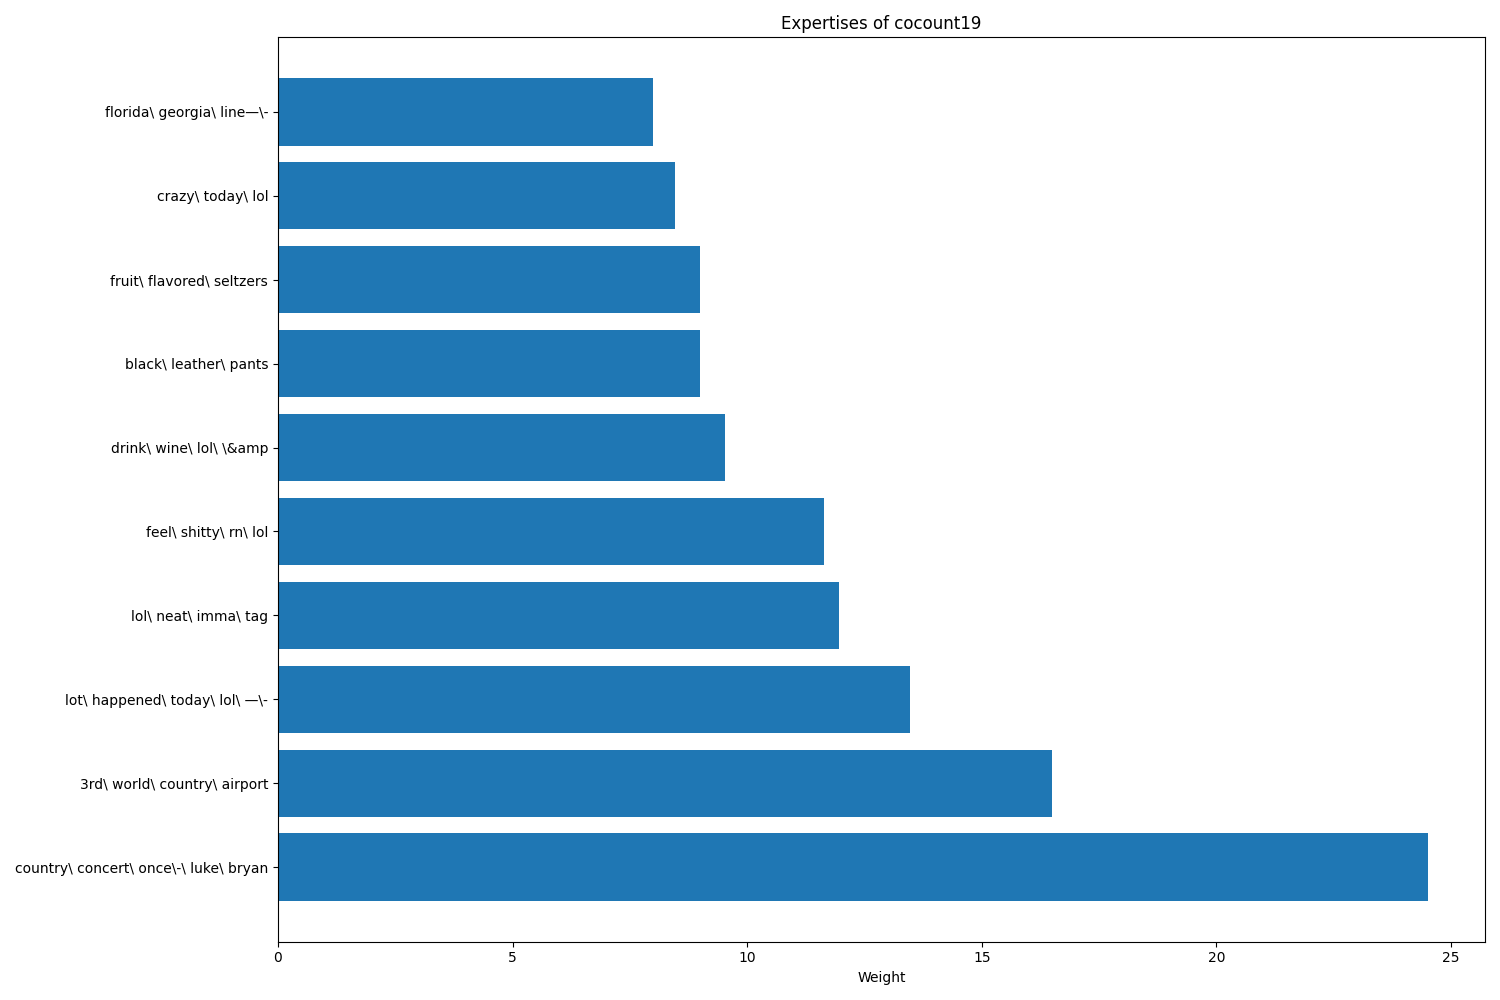 Expertises of cocount19
florida\ georgia\ line—\-
crazy\ today\ lol
fruit\ flavored\ seltzers
black\ leather\ pants
drink\ wine\ lol\ \&amp
feel\ shitty\ rn\ lol
lol\ neat\ imma\ tag
lot\ happened\ today\ lol\ —\-
3rd\ world\ country\ airport
country\ concert\ once\-\ luke\ bryan
0 5 10 15 20 25
Weight